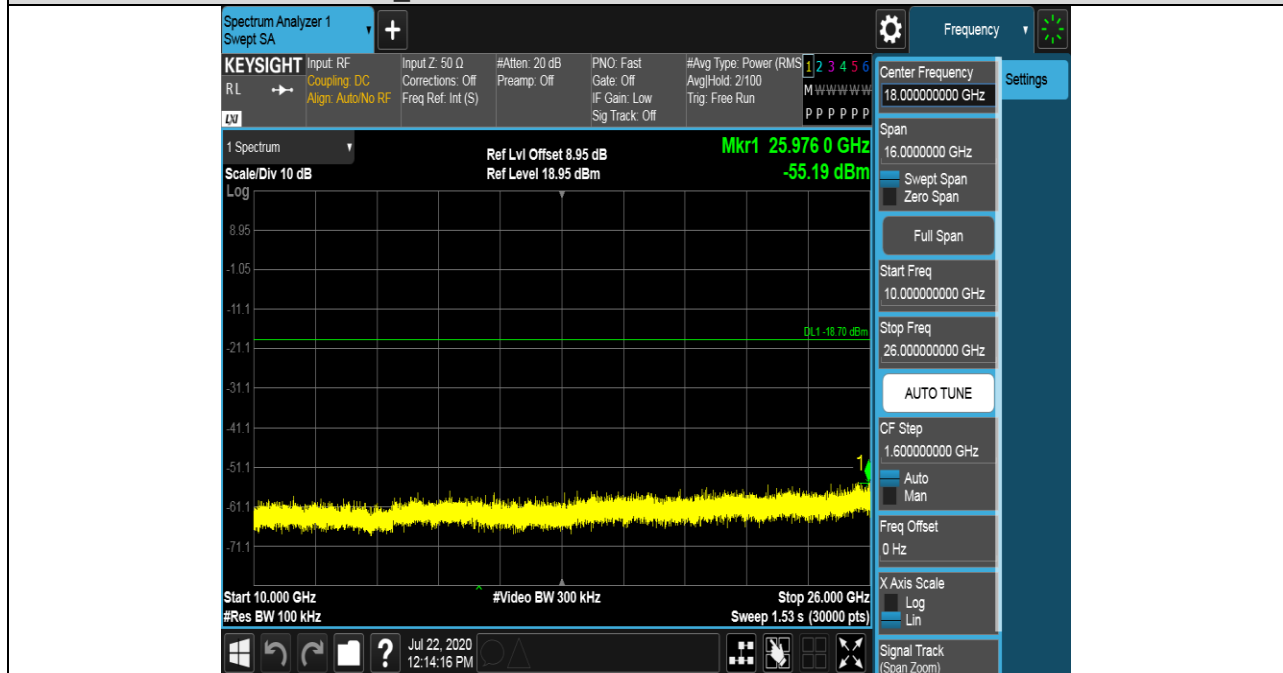 Spectrum Analyzer 1
Swept SA
+
Frequency
KEYSIGHT
RL
LXI
Input: RF
Coupling: DC
Align: Auto/No RF
Input Z: 50 Ω
Corrections: Off
Freq Ref: Int (S)
#Atten: 20 dB
Preamp: Off
PNO: Fast
Gate: Off
IF Gain: Low
Sig Track: Off
#Avg Type: Power (RMS
Avg|Hold: 2/100
Trig: Free Run
1 2 3 4 5 6
M W W W W W
P P P P P P
1 Spectrum
Scale/Div 10 dB
Log
Ref Lvl Offset 8.95 dB
Ref Level 18.95 dBm
Mkr1 25.976 0 GHz
-55.19 dBm
8.95
-1.05
-11.1
DL1 -18.70 dBm
-21.1
-31.1
-41.1
-51.1
1
-61.1
-71.1
Start 10.000 GHz
#Res BW 100 kHz
#Video BW 300 kHz
Stop 26.000 GHz
Sweep 1.53 s (30000 pts)
?
Jul 22, 2020
12:14:16 PM
Center Frequency
18.000000000 GHz
Settings
Span
16.0000000 GHz
Swept Span
Zero Span
Full Span
Start Freq
10.000000000 GHz
Stop Freq
26.000000000 GHz
AUTO TUNE
CF Step
1.600000000 GHz
Auto
Man
Freq Offset
0 Hz
X Axis Scale
Log
Lin
Signal Track
(Span Zoom)